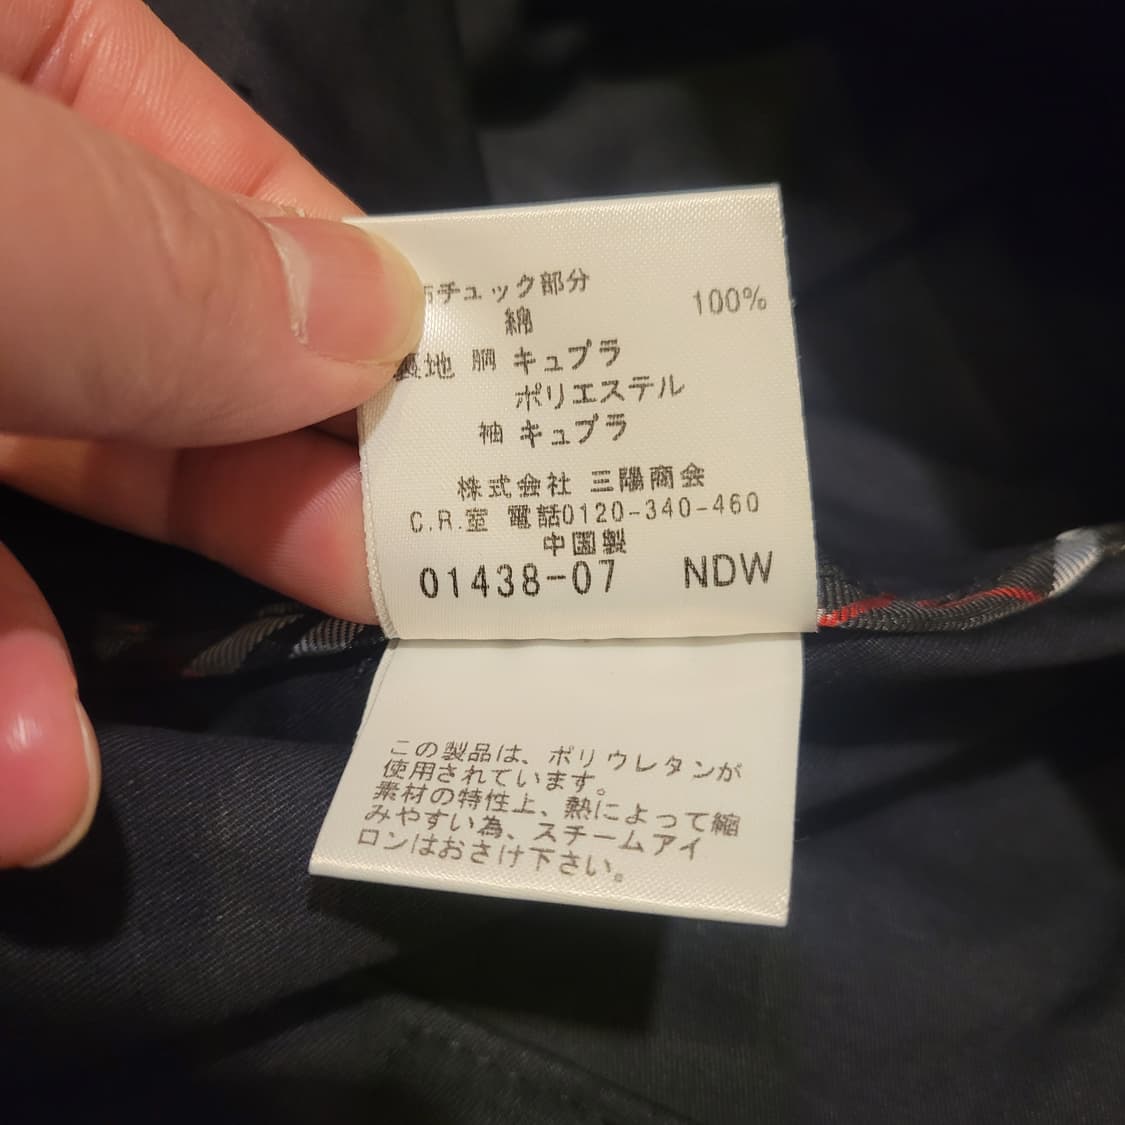 チェック部分
綿 100%
裏地 胴 キュプラ
ポリエステル
袖 キュプラ
株式会社 三陽商会
C.R.室 電話0120-340-460
中国製
01438-07 NDW
この製品は、ポリウレタンが
使用されています。
素材の特性上、熱によって縮
みやすい為、スチームアイ
ロンはおさけ下さい。